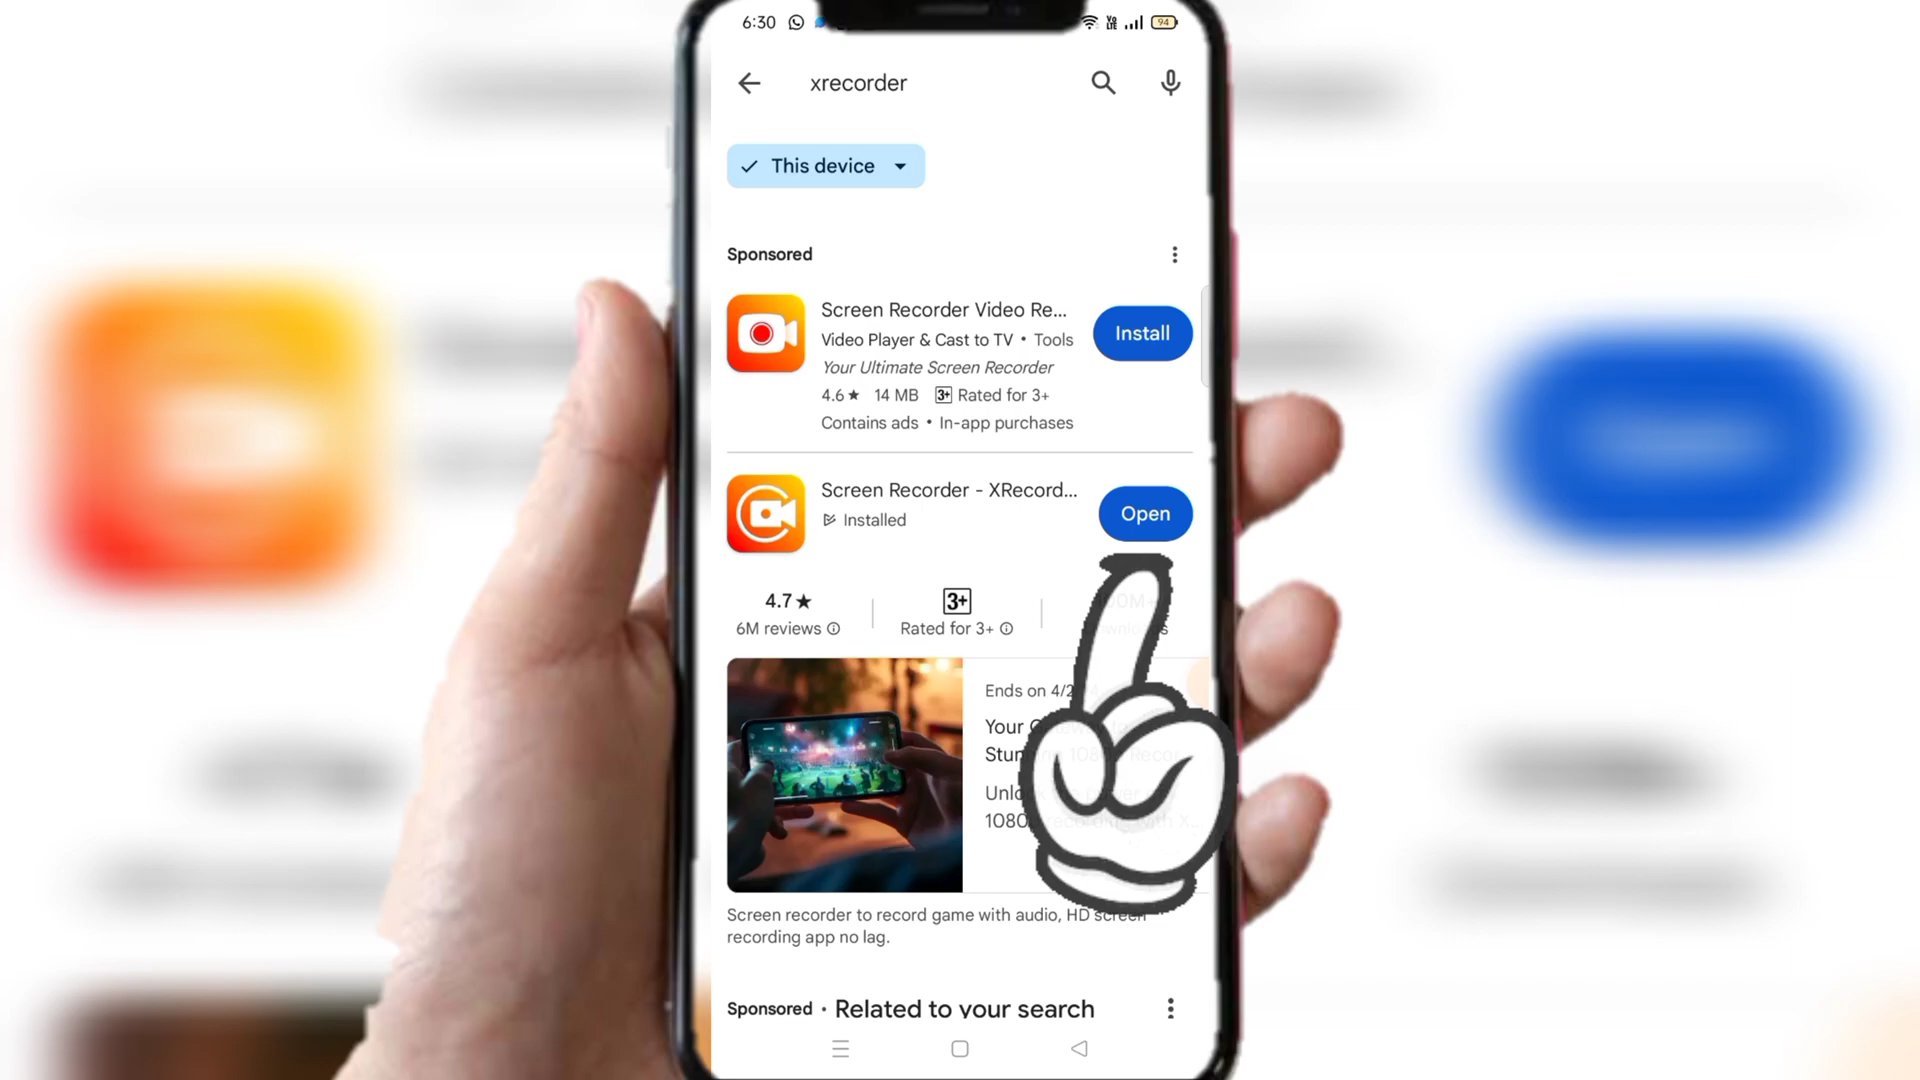 6:30
VO LTE 94
xrecorder
This device
Sponsored
Screen Recorder Video Re...
Video Player & Cast to TV • Tools
Install
Your Ultimate Screen Recorder
4.6★ 14 MB 3+ Rated for 3+
Contains ads • In-app purchases
Screen Recorder - XRecord...
Installed
Open
4.7★ 3+
6M reviews Rated for 3+
Ends on 4/2
Your
1080
Screen recorder to record game with audio, HD screen
recording app no lag.
Sponsored • Related to your search